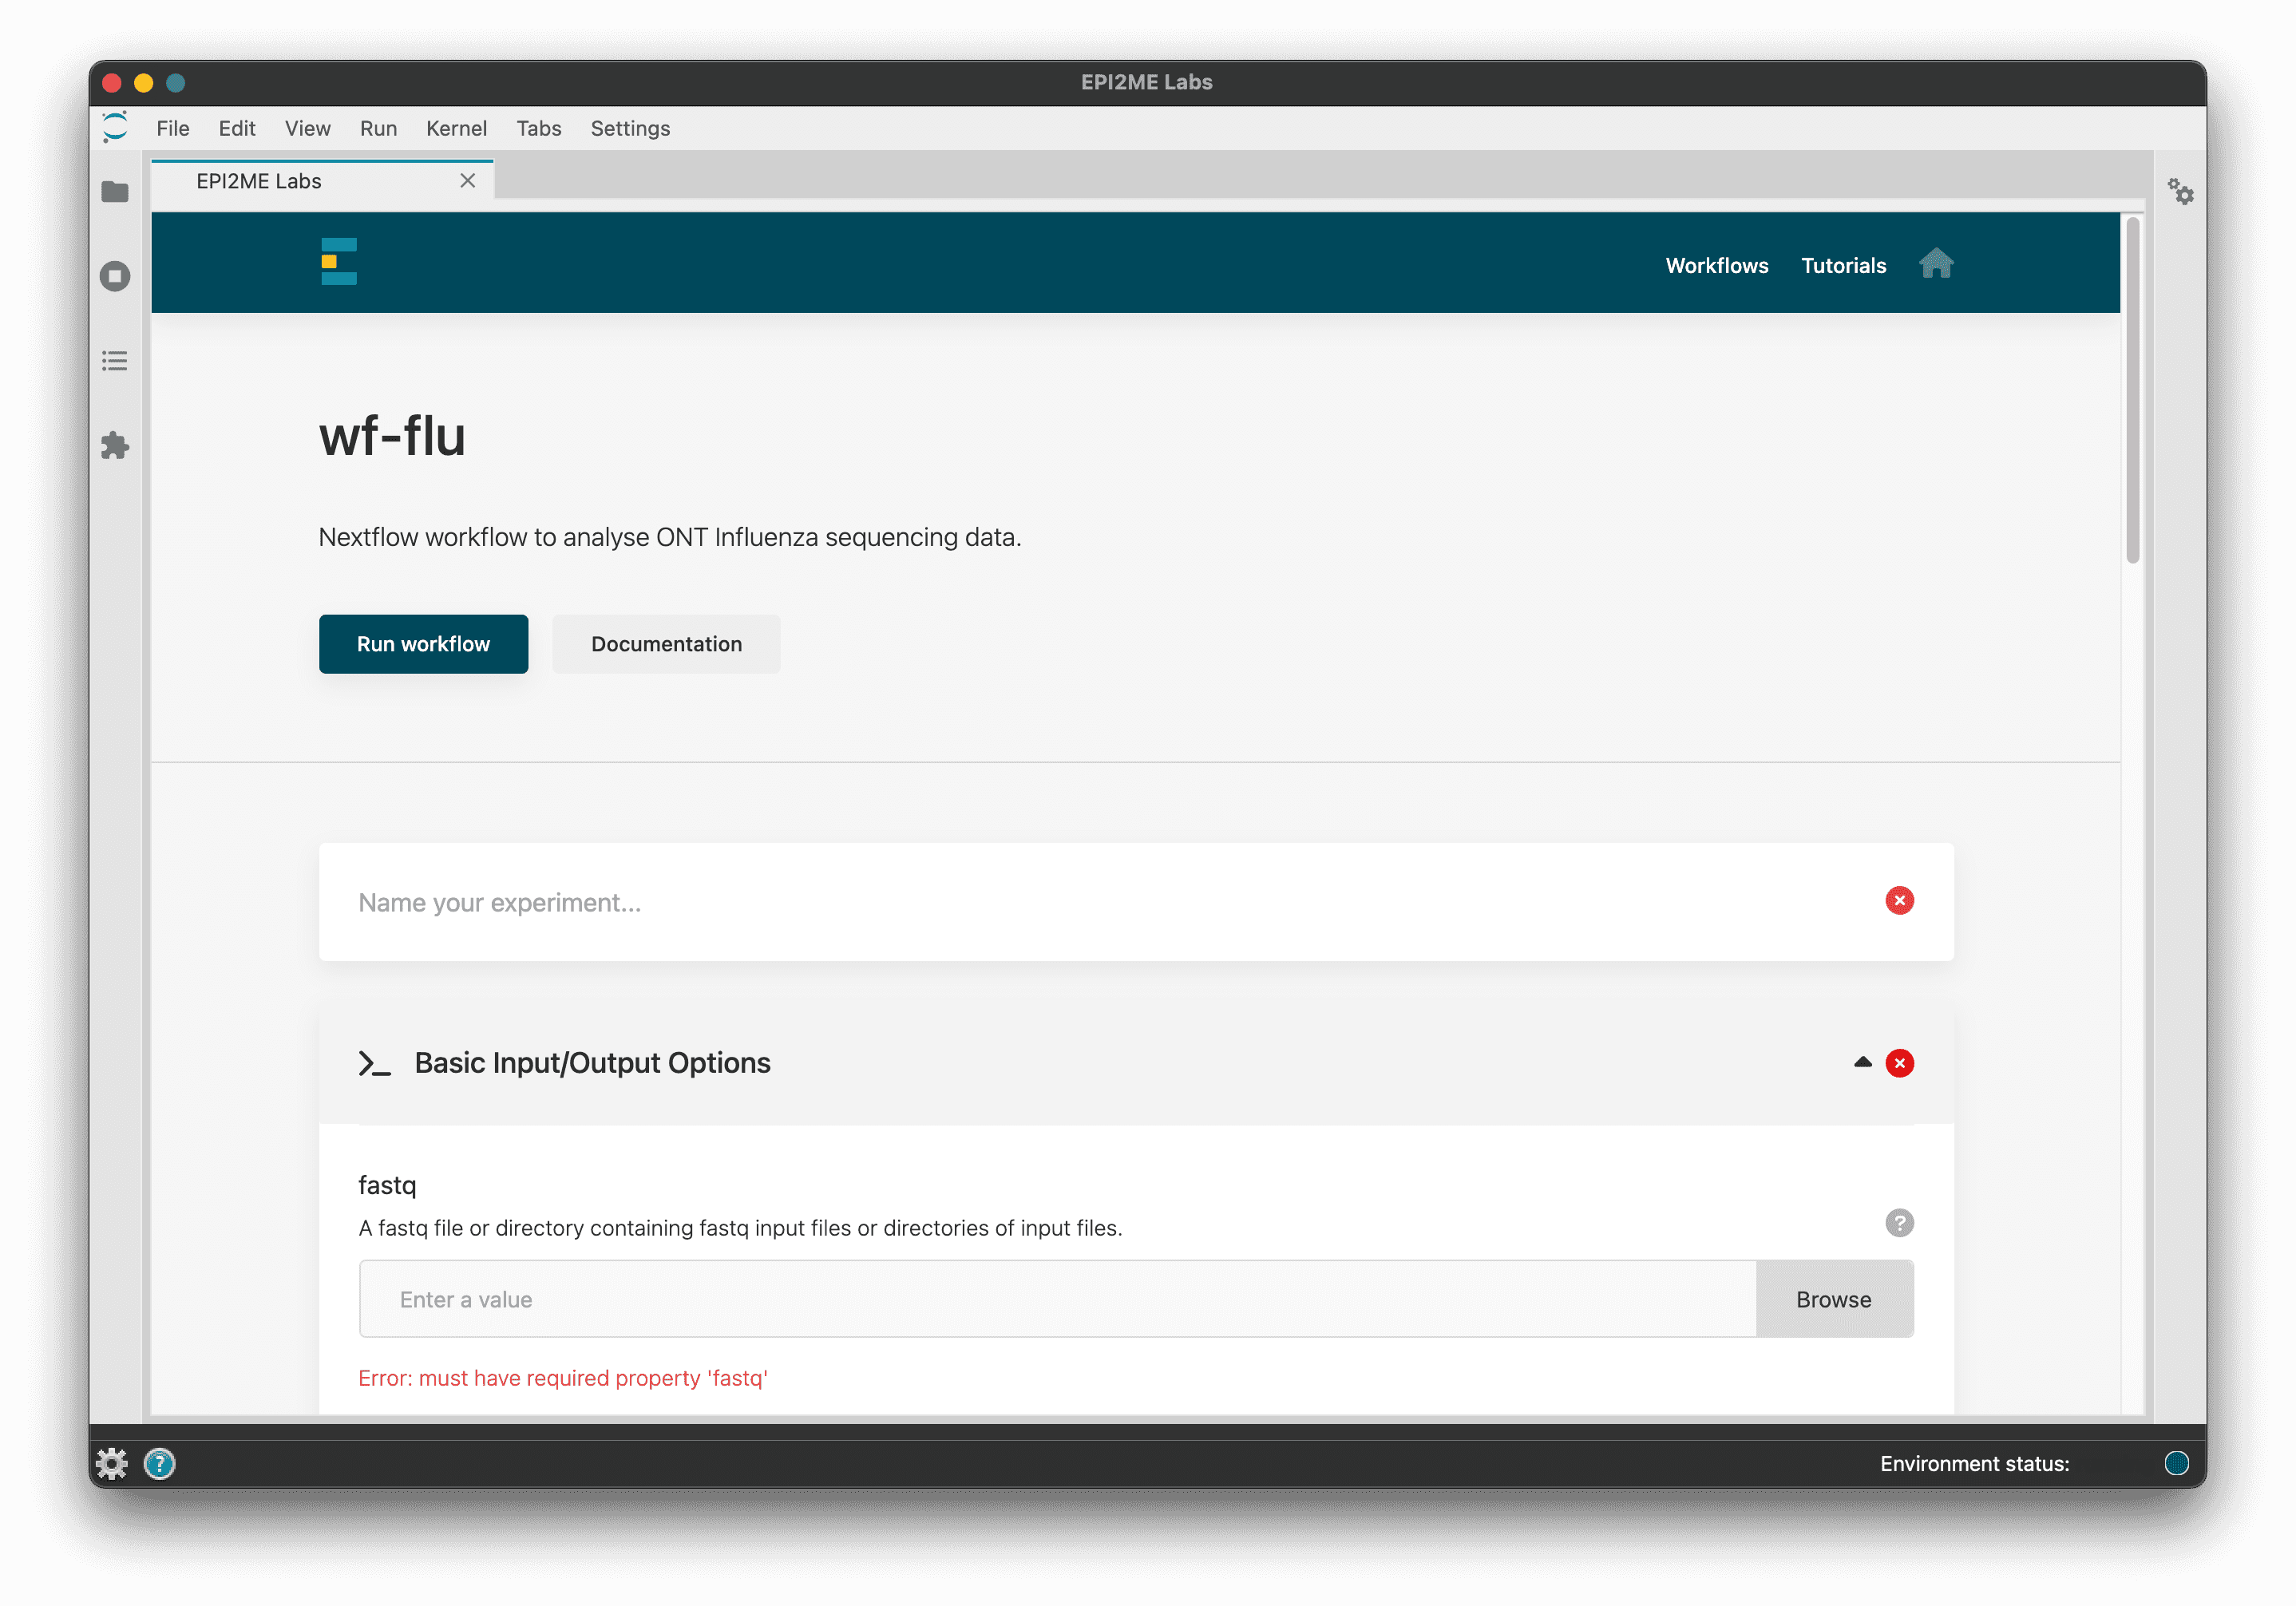 EPI2ME Labs
File Edit View Run Kernel Tabs Settings
EPI2ME Labs
Workflows Tutorials
wf-flu
Nextflow workflow to analyse ONT Influenza sequencing data.
Run workflow Documentation
Name your experiment...
Basic Input/Output Options
fastq
A fastq file or directory containing fastq input files or directories of input files.
?
Enter a value Browse
Error: must have required property 'fastq'
? Environment status: